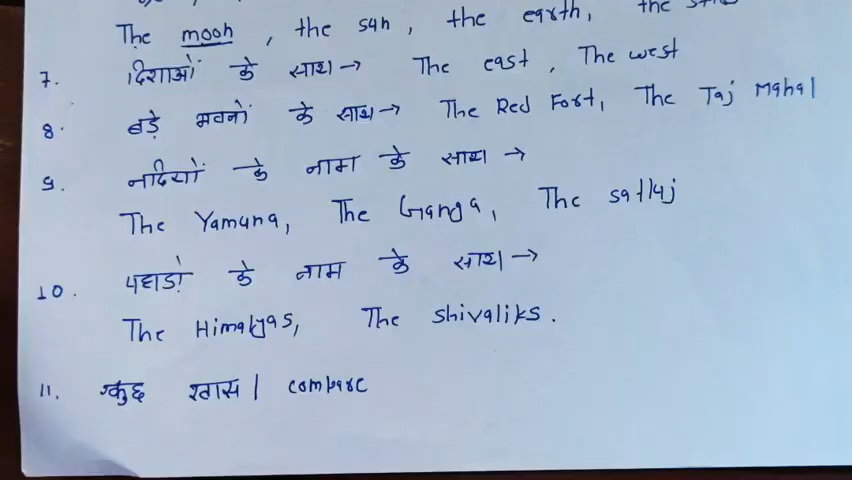 The moon, the sun, the earth, the
7. दिशाओं के साथ → The east, The west
8. बड़े भवनों के साथ → The Red Fort, The Taj Mahal
9. नदियों के नाम के साथ →
The Yamuna, The Ganga, The satluj
10. पहाडो़ के नाम के साथ →
The Himalyas, The shivaliks.
11. कुछ खास | compare